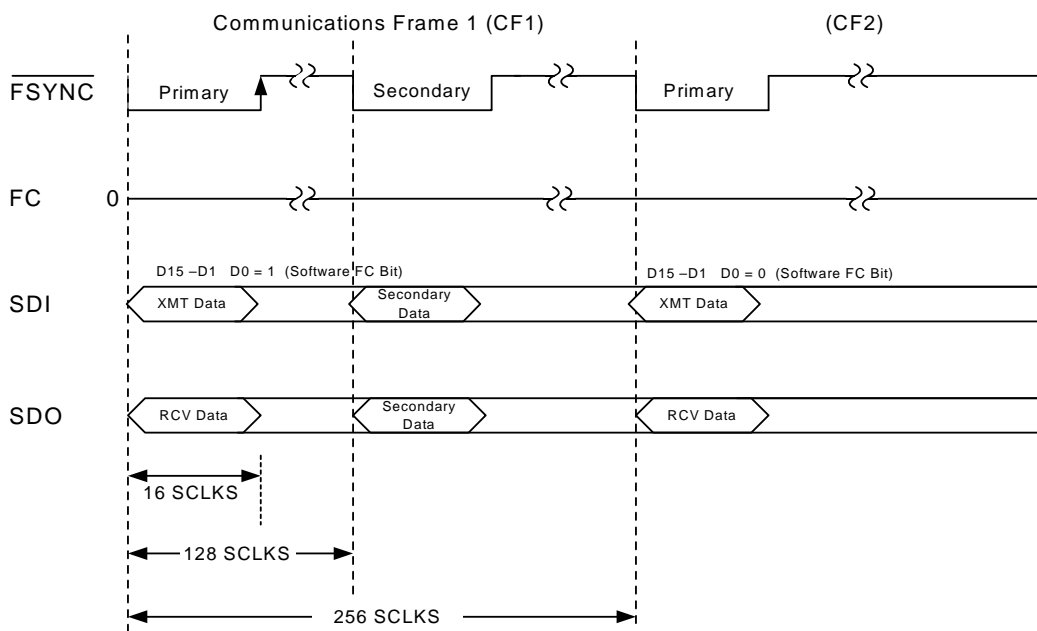 Communications Frame 1 (CF1)
(CF2)
FSYNC
Primary
Secondary
Primary
FC
0
D15 –D1 D0 = 1 (Software FC Bit)
D15 –D1 D0 = 0 (Software FC Bit)
SDI
XMT Data
Secondary
Data
XMT Data
SDO
RCV Data
Secondary
Data
RCV Data
16 SCLKS
128 SCLKS
256 SCLKS